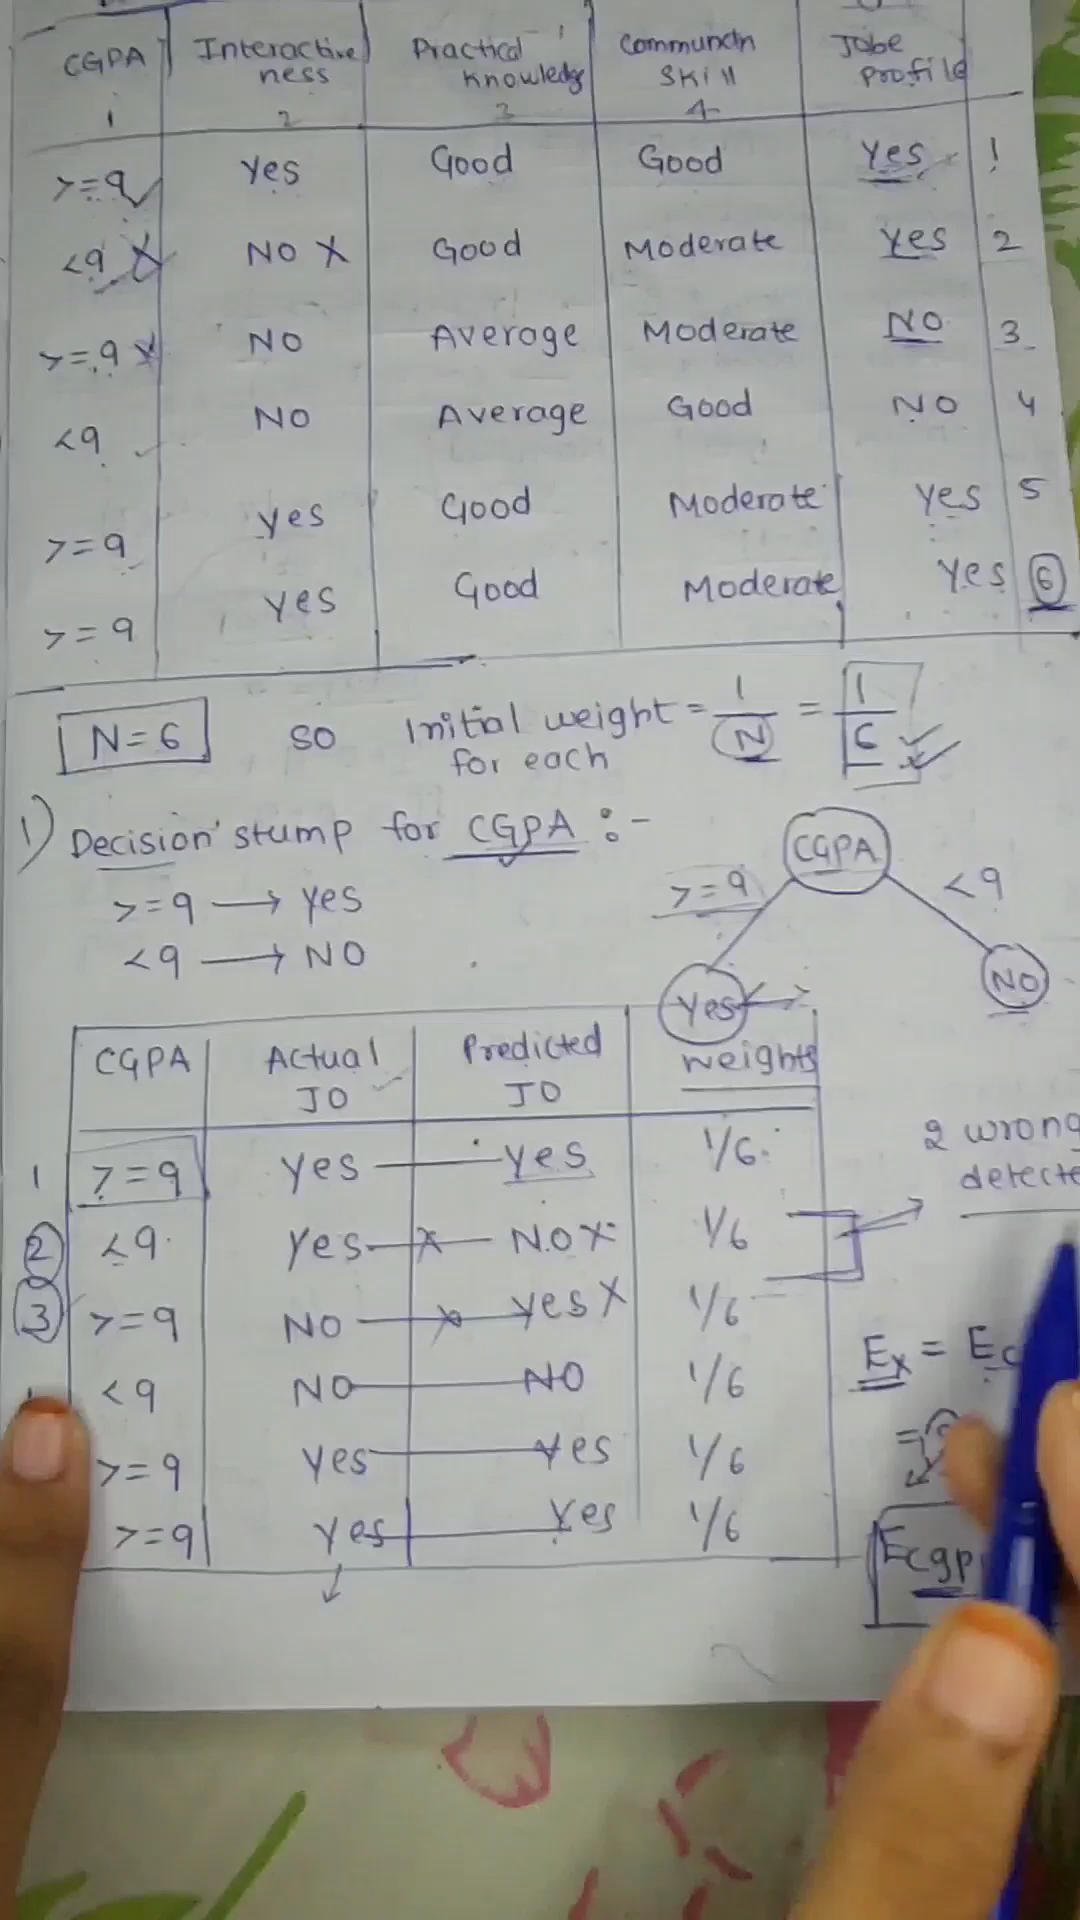 CGPA Interactiveness Practical Knowledge Communctn Skill Jobe profile
1 2 3 4
>=9 Yes Good Good Yes 1
<9 X NO X Good Moderate Yes 2
>=9 x NO Average Moderate NO 3
<9 NO Average Good NO 4
>=9 yes Good Moderate Yes 5
>=9 yes Good Moderate Yes 6
N=6 so Initial weight for each = 1/N = 1/6
1) Decision stump for CGPA :-
>=9 → Yes
<9 → NO
CGPA
>=9 <9
Yes NO
CGPA Actual JO Predicted JO Weights
1 >=9 Yes Yes 1/6
2 <9 Yes x NO X 1/6
3 >=9 NO x Yes X 1/6
<9 NO NO 1/6
>=9 Yes Yes 1/6
>=9 Yes Yes 1/6
2 wrong
Ex =